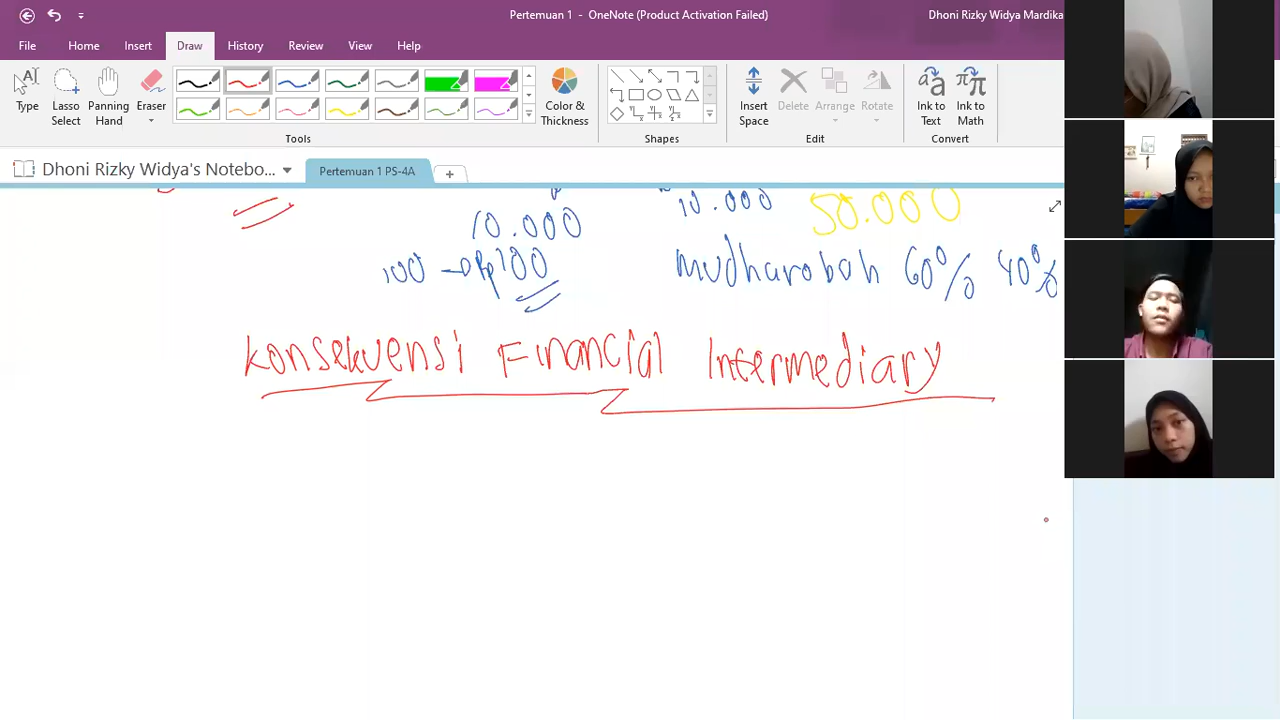 Pertemuan 1 - OneNote (Product Activation Failed)
Dhoni Rizky Widya Mardika
File Home Insert Draw History Review View Help
Type Lasso Select Panning Hand Eraser
Color & Thickness
Insert Space Delete Arrange Rotate
Ink to Text Ink to Math
Tools Shapes Edit Convert
Dhoni Rizky Widya's Notebo...
Pertemuan 1 PS-4A
10.000 50.000
10.000
100 → Rp 100 mudharobah 60% 40%
Konsekuensi Financial Intermediary